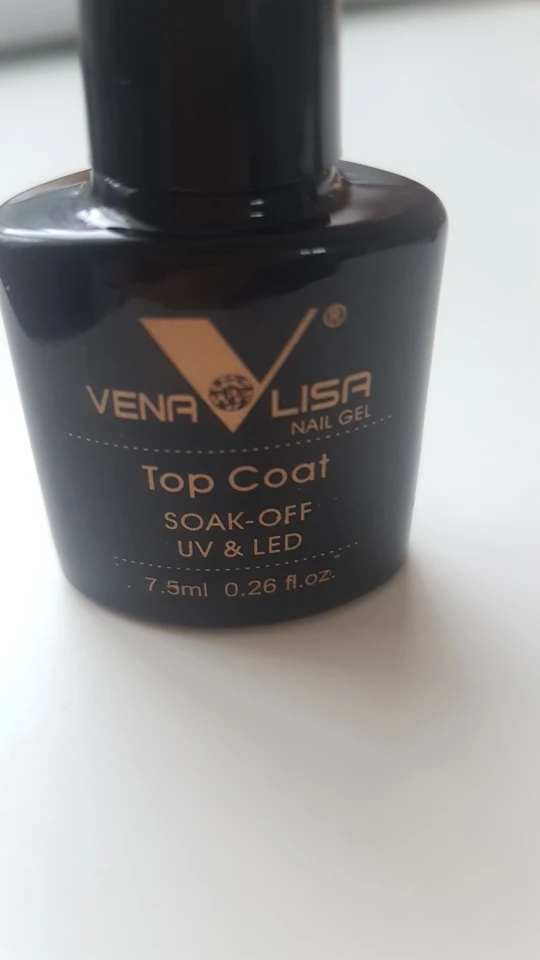 ®
VENA LISA
NAIL GEL
Top Coat
SOAK-OFF
UV & LED
7.5ml 0.26 fl.oz.